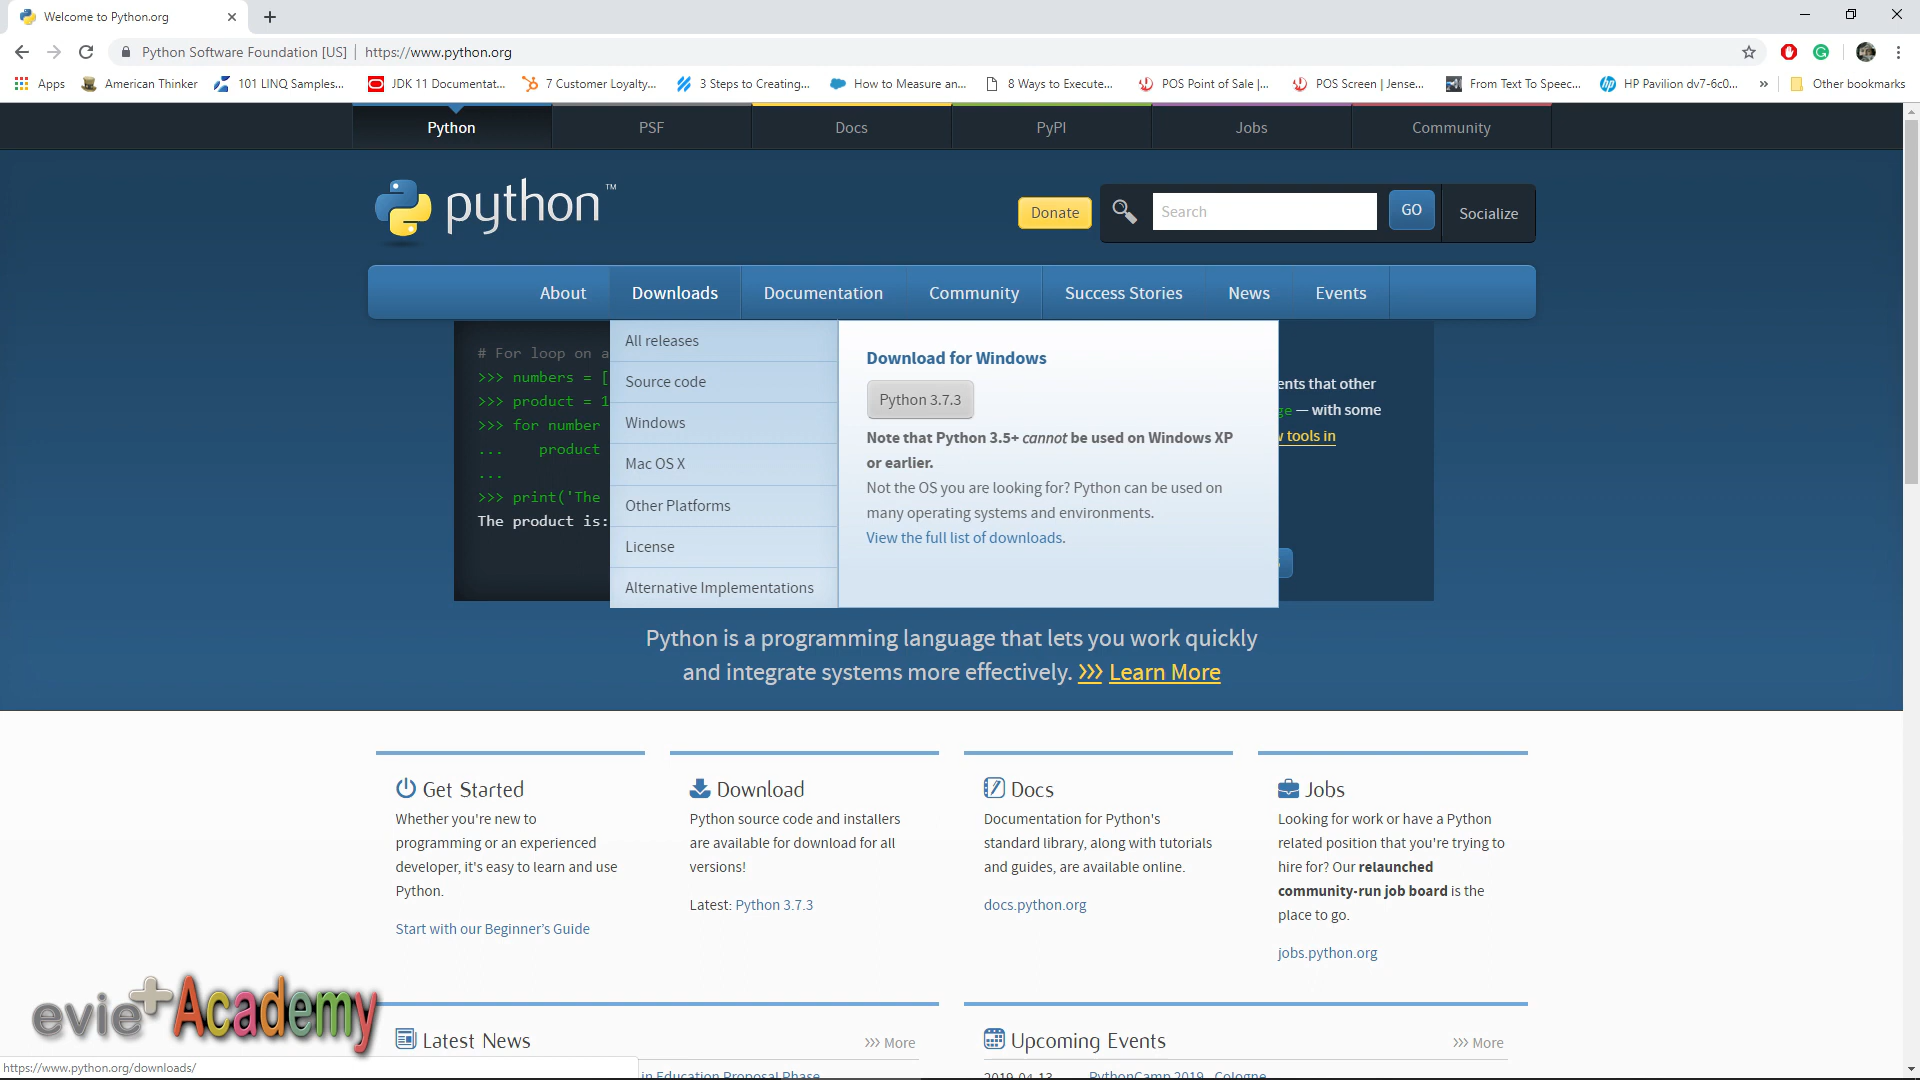 Welcome to Python.org
Python Software Foundation [US] | https://www.python.org
Apps American Thinker 101 LINQ Samples... JDK 11 Documentat... 7 Customer Loyalty... 3 Steps to Creating... How to Measure an... 8 Ways to Execute... POS Point of Sale |... POS Screen | Jense... From Text To Speec... HP Pavilion dv7-6c0... » Other bookmarks
Python PSF Docs PyPI Jobs Community
python™
Donate Search GO Socialize
About Downloads Documentation Community Success Stories News Events
# For loop on a
>>> numbers = [
>>> product = 1
>>> for number
... product
...
>>> print('The
The product is:
All releases
Source code
Windows
Mac OS X
Other Platforms
License
Alternative Implementations
Download for Windows
Python 3.7.3
Note that Python 3.5+ cannot be used on Windows XP
or earlier.
Not the OS you are looking for? Python can be used on
many operating systems and environments.
View the full list of downloads.
ents that other
ge — with some
tools in
Python is a programming language that lets you work quickly
and integrate systems more effectively. >>> Learn More
Get Started
Whether you're new to
programming or an experienced
developer, it's easy to learn and use
Python.
Start with our Beginner's Guide
Download
Python source code and installers
are available for download for all
versions!
Latest: Python 3.7.3
Docs
Documentation for Python's
standard library, along with tutorials
and guides, are available online.
docs.python.org
Jobs
Looking for work or have a Python
related position that you're trying to
hire for? Our relaunched
community-run job board is the
place to go.
jobs.python.org
evie+Academy
Latest News >>> More
Upcoming Events >>> More
https://www.python.org/downloads/
in Education Proposal Phase
2019-04-13 PythonCamp 2019 Cologne